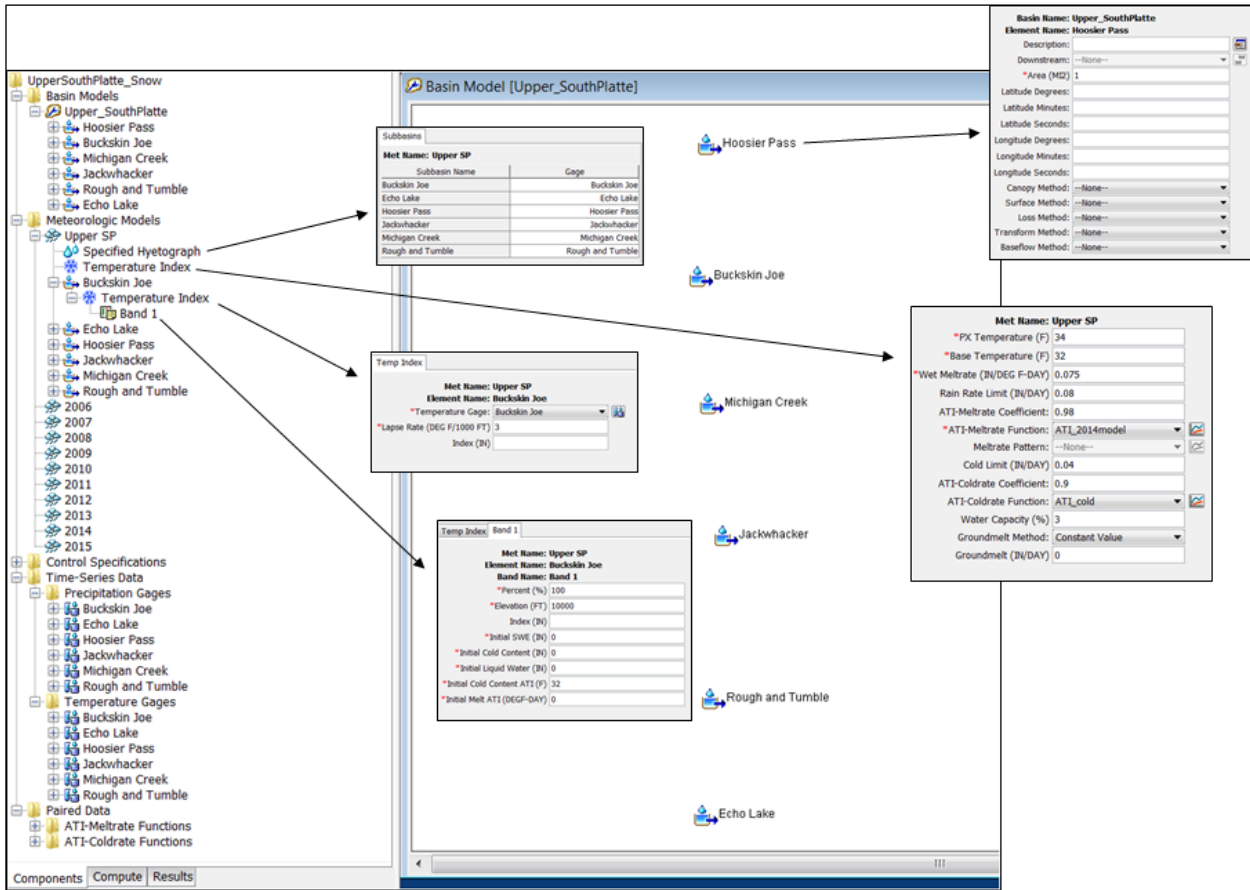 UpperSouthPlatte_Snow
Basin Models
Upper_SouthPlatte
Hoosier Pass
Buckskin Joe
Michigan Creek
Jackwhacker
Rough and Tumble
Echo Lake
Meteorologic Models
Upper SP
Specified Hyetograph
Temperature Index
Buckskin Joe
Temperature Index
Band 1
Echo Lake
Hoosier Pass
Jackwhacker
Michigan Creek
Rough and Tumble
2006
2007
2008
2009
2010
2011
2012
2013
2014
2015
Control Specifications
Time-Series Data
Precipitation Gages
Buckskin Joe
Echo Lake
Hoosier Pass
Jackwhacker
Michigan Creek
Rough and Tumble
Temperature Gages
Buckskin Joe
Echo Lake
Hoosier Pass
Jackwhacker
Michigan Creek
Rough and Tumble
Paired Data
ATI-Meltrate Functions
ATI-Coldrate Functions
Components Compute Results
Basin Model [Upper_SouthPlatte]
Subbasins
Met Name: Upper SP
Subbasin Name Gage
Buckskin Joe Buckskin Joe
Echo Lake Echo Lake
Hoosier Pass Hoosier Pass
Jackwhacker Jackwhacker
Michigan Creek Michigan Creek
Rough and Tumble Rough and Tumble
Temp Index
Met Name: Upper SP
Element Name: Buckskin Joe
*Temperature Gage: Buckskin Joe
*Lapse Rate (DEG F/1000 FT) 3
Index (IN)
Temp Index Band 1
Met Name: Upper SP
Element Name: Buckskin Joe
Band Name: Band 1
*Percent (%) 100
*Elevation (FT) 10000
Index (IN)
*Initial SWE (IN) 0
*Initial Cold Content (IN) 0
*Initial Liquid Water (IN) 0
*Initial Cold Content ATI (F) 32
*Initial Melt ATI (DEGF-DAY) 0
Hoosier Pass
Buckskin Joe
Michigan Creek
Jackwhacker
Rough and Tumble
Echo Lake
Basin Name: Upper_SouthPlatte
Element Name: Hoosier Pass
Description:
Downstream: --None--
*Area (MI2) 1
Latitude Degrees:
Latitude Minutes:
Latitude Seconds:
Longitude Degrees:
Longitude Minutes:
Longitude Seconds:
Canopy Method: --None--
Surface Method: --None--
Loss Method: --None--
Transform Method: --None--
Baseflow Method: --None--
Met Name: Upper SP
*PX Temperature (F) 34
*Base Temperature (F) 32
*Wet Meltrate (IN/DEG F-DAY) 0.075
Rain Rate Limit (IN/DAY) 0.08
ATI-Meltrate Coefficient: 0.98
*ATI-Meltrate Function: ATI_2014model
Meltrate Pattern: --None--
Cold Limit (IN/DAY) 0.04
ATI-Coldrate Coefficient: 0.9
ATI-Coldrate Function: ATI_cold
Water Capacity (%) 3
Groundmelt Method: Constant Value
Groundmelt (IN/DAY) 0